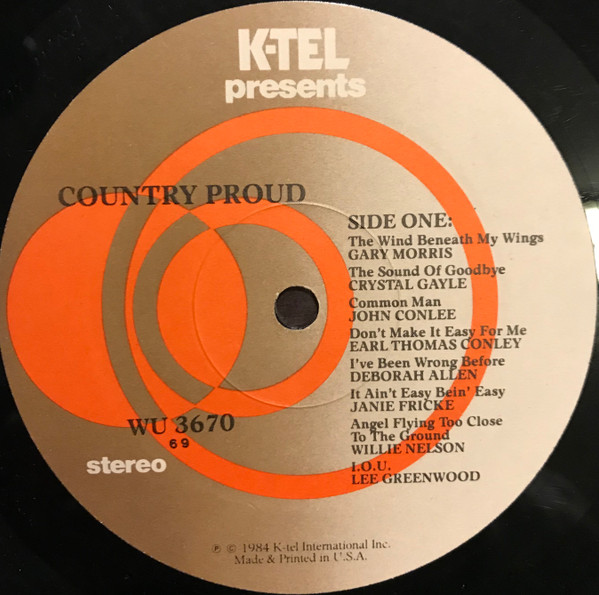 K-TEL
presents
COUNTRY PROUD
SIDE ONE:
The Wind Beneath My Wings
GARY MORRIS
The Sound Of Goodbye
CRYSTAL GAYLE
Common Man
JOHN CONLEE
Don't Make It Easy For Me
EARL THOMAS CONLEY
I've Been Wrong Before
DEBORAH ALLEN
It Ain't Easy Bein' Easy
JANIE FRICKE
Angel Flying Too Close
To The Ground
WILLIE NELSON
I.O.U.
LEE GREENWOOD
WU 3670
69
stereo
℗ © 1984 K-tel International Inc.
Made & Printed in U.S.A.